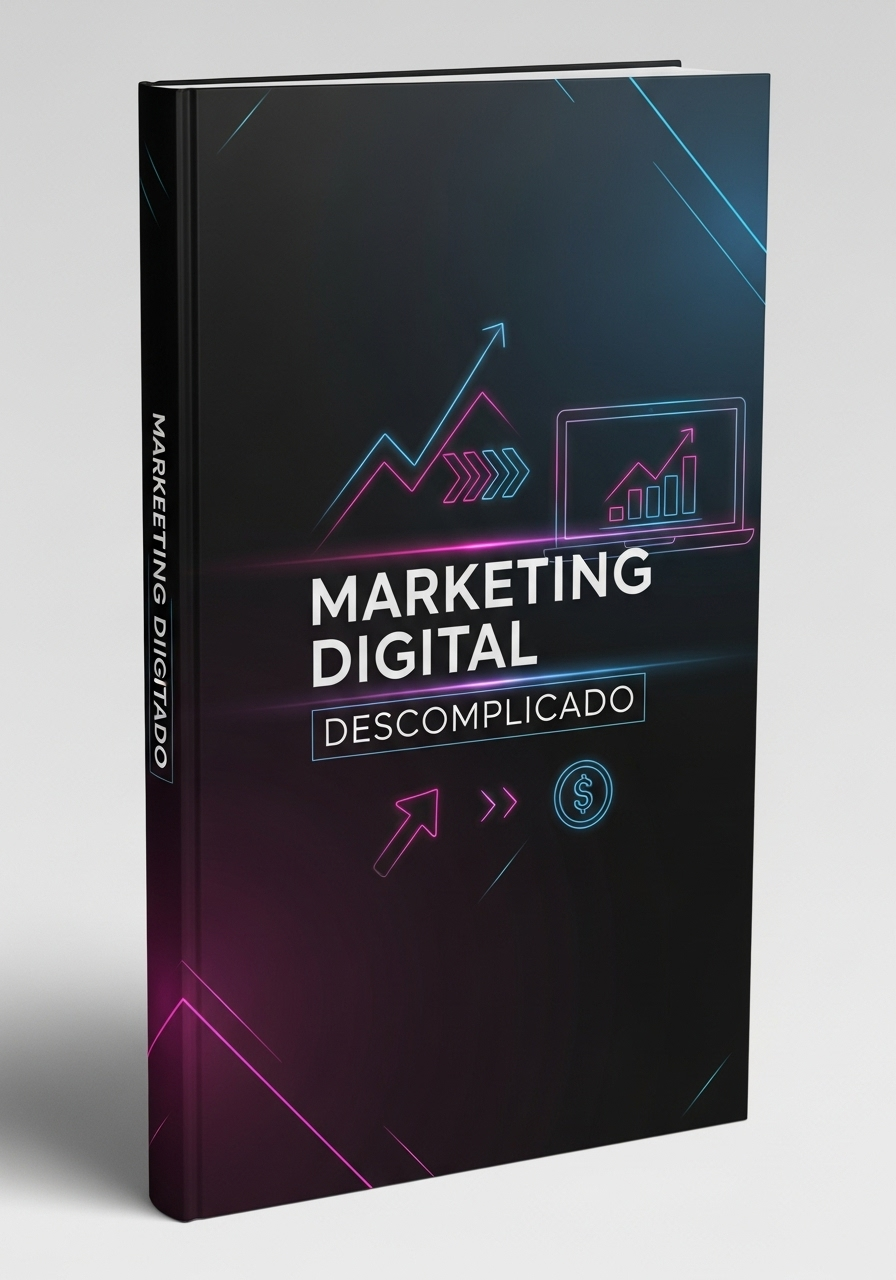 MARKETING
DIGITAL
DESCOMPLICADO
$
MARKEETING DIIGITADO